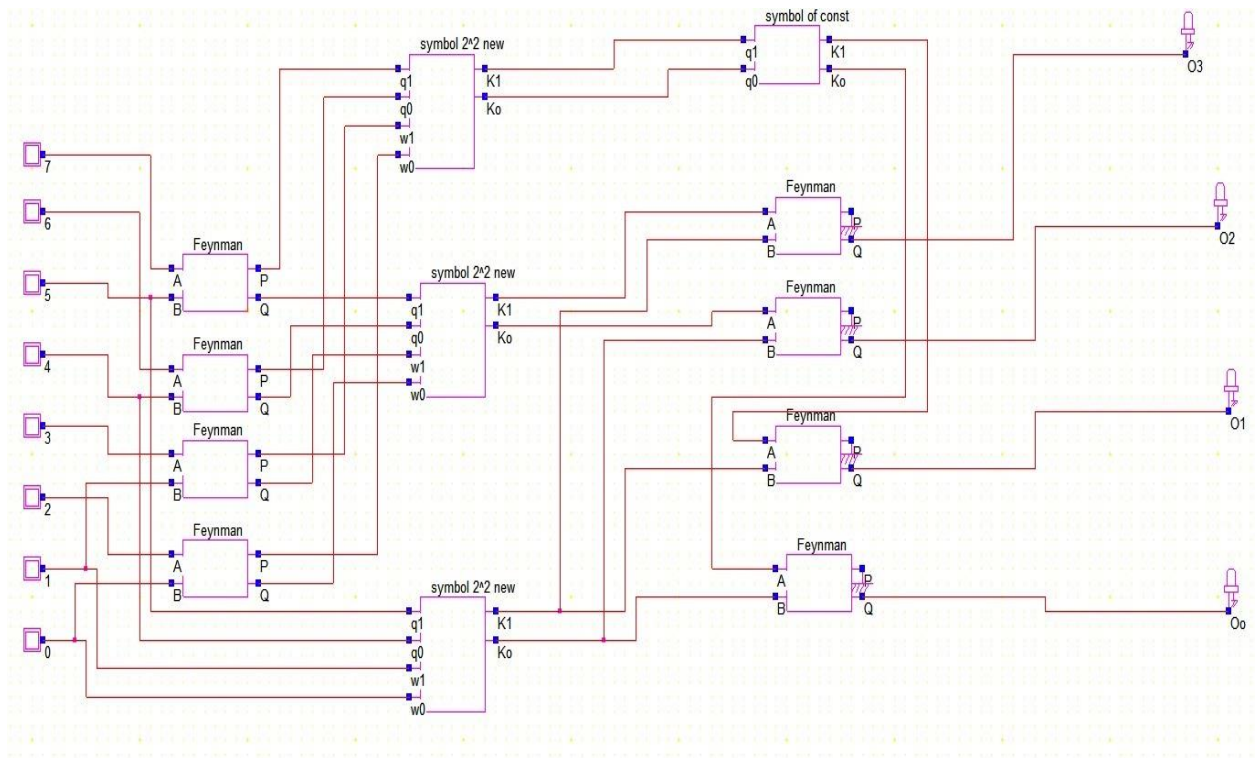 symbol of const
q1
q0
K1
Ko
O3
symbol 2^2 new
q1
q0
w1
w0
K1
Ko
7
6
5
4
3
2
1
0
Feynman
A
B
P
Q
Feynman
A
B
P
Q
Feynman
A
B
P
Q
Feynman
A
B
P
Q
symbol 2^2 new
q1
q0
w1
w0
K1
Ko
symbol 2^2 new
q1
q0
w1
w0
K1
Ko
Feynman
A
B
P
Q
O2
Feynman
A
B
P
Q
Feynman
A
B
P
Q
O1
Feynman
A
B
P
Q
Oo